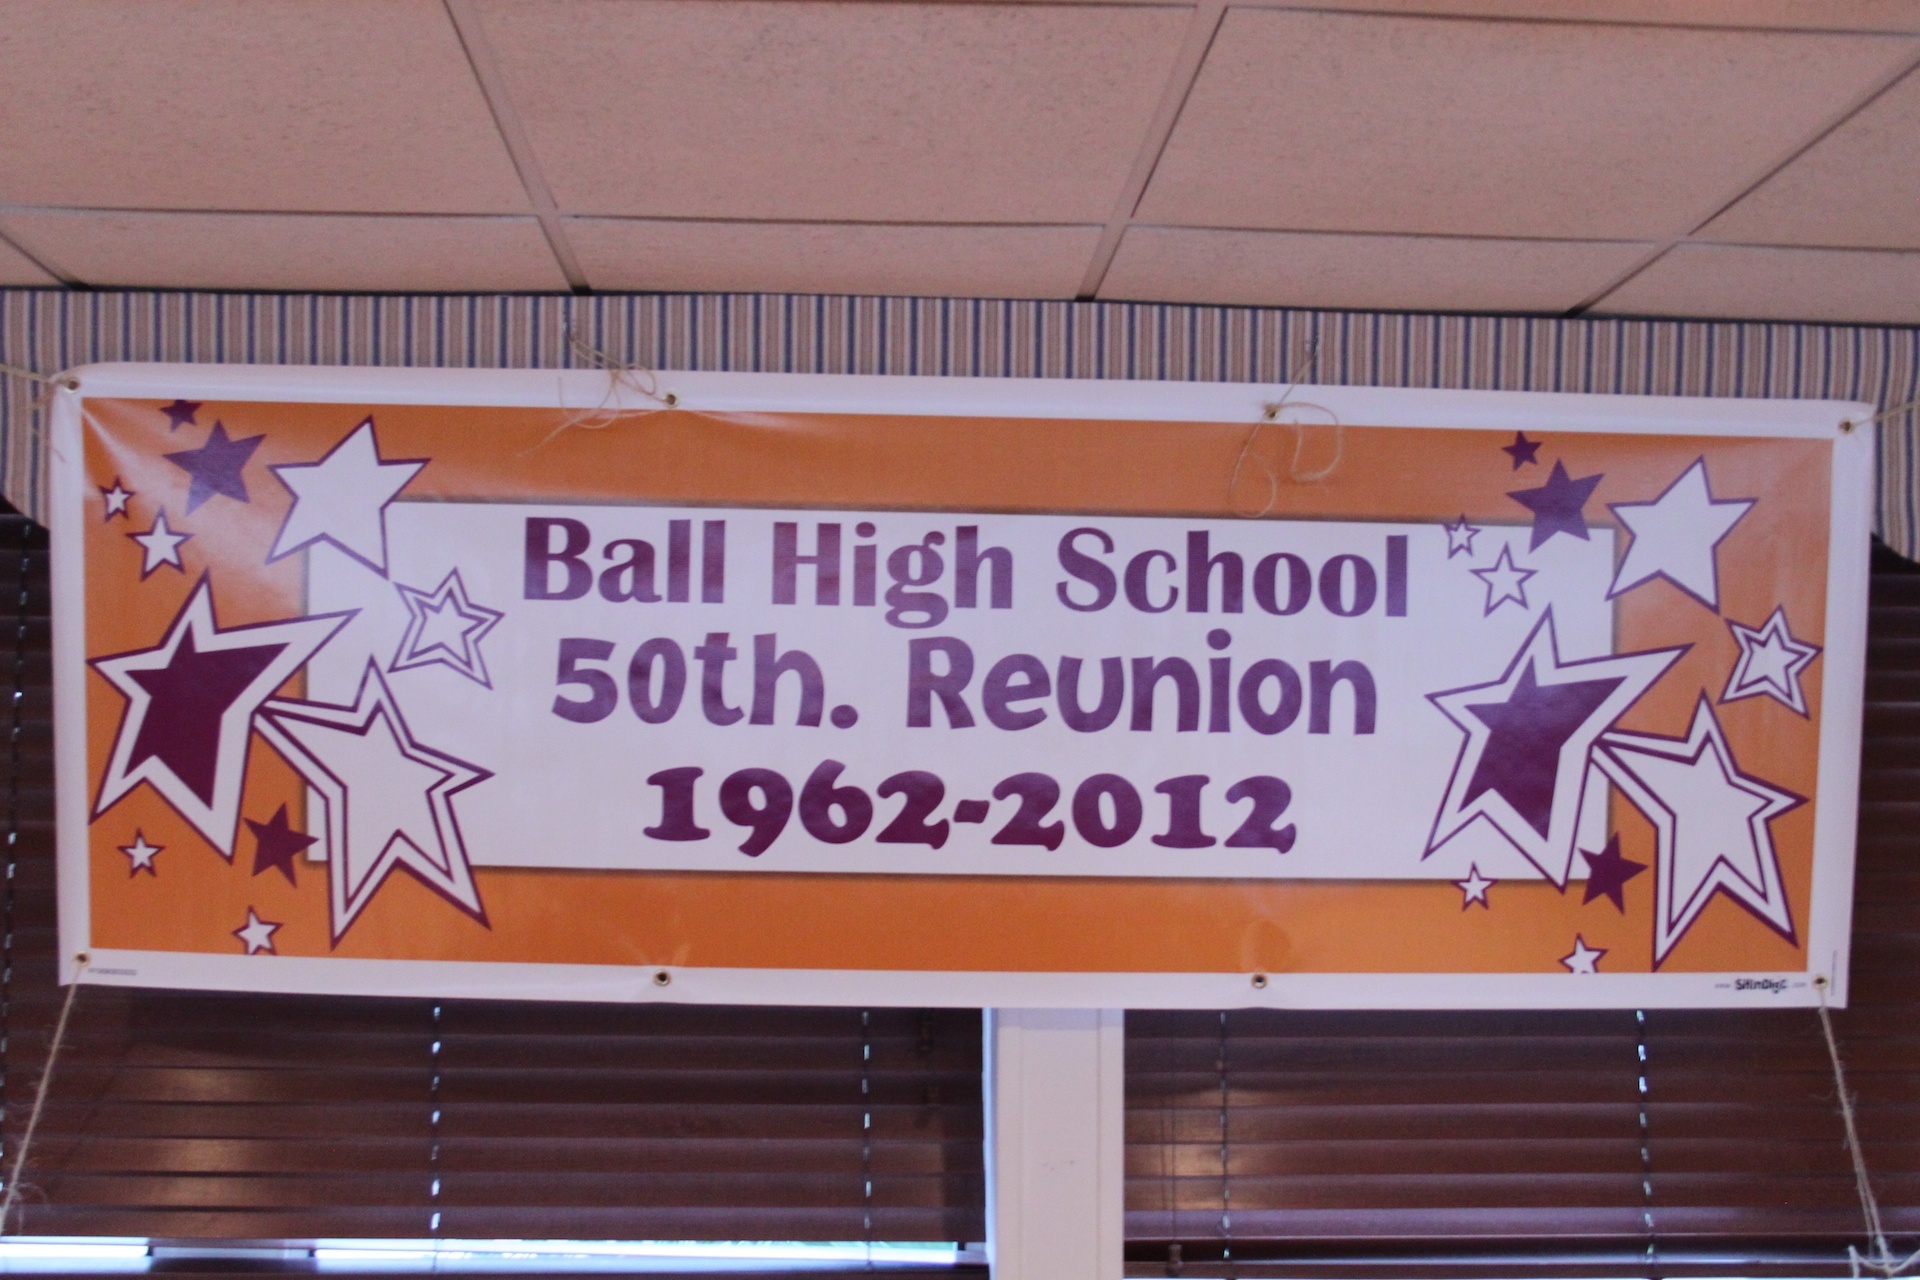 Ball High School
50th. Reunion
1962-2012